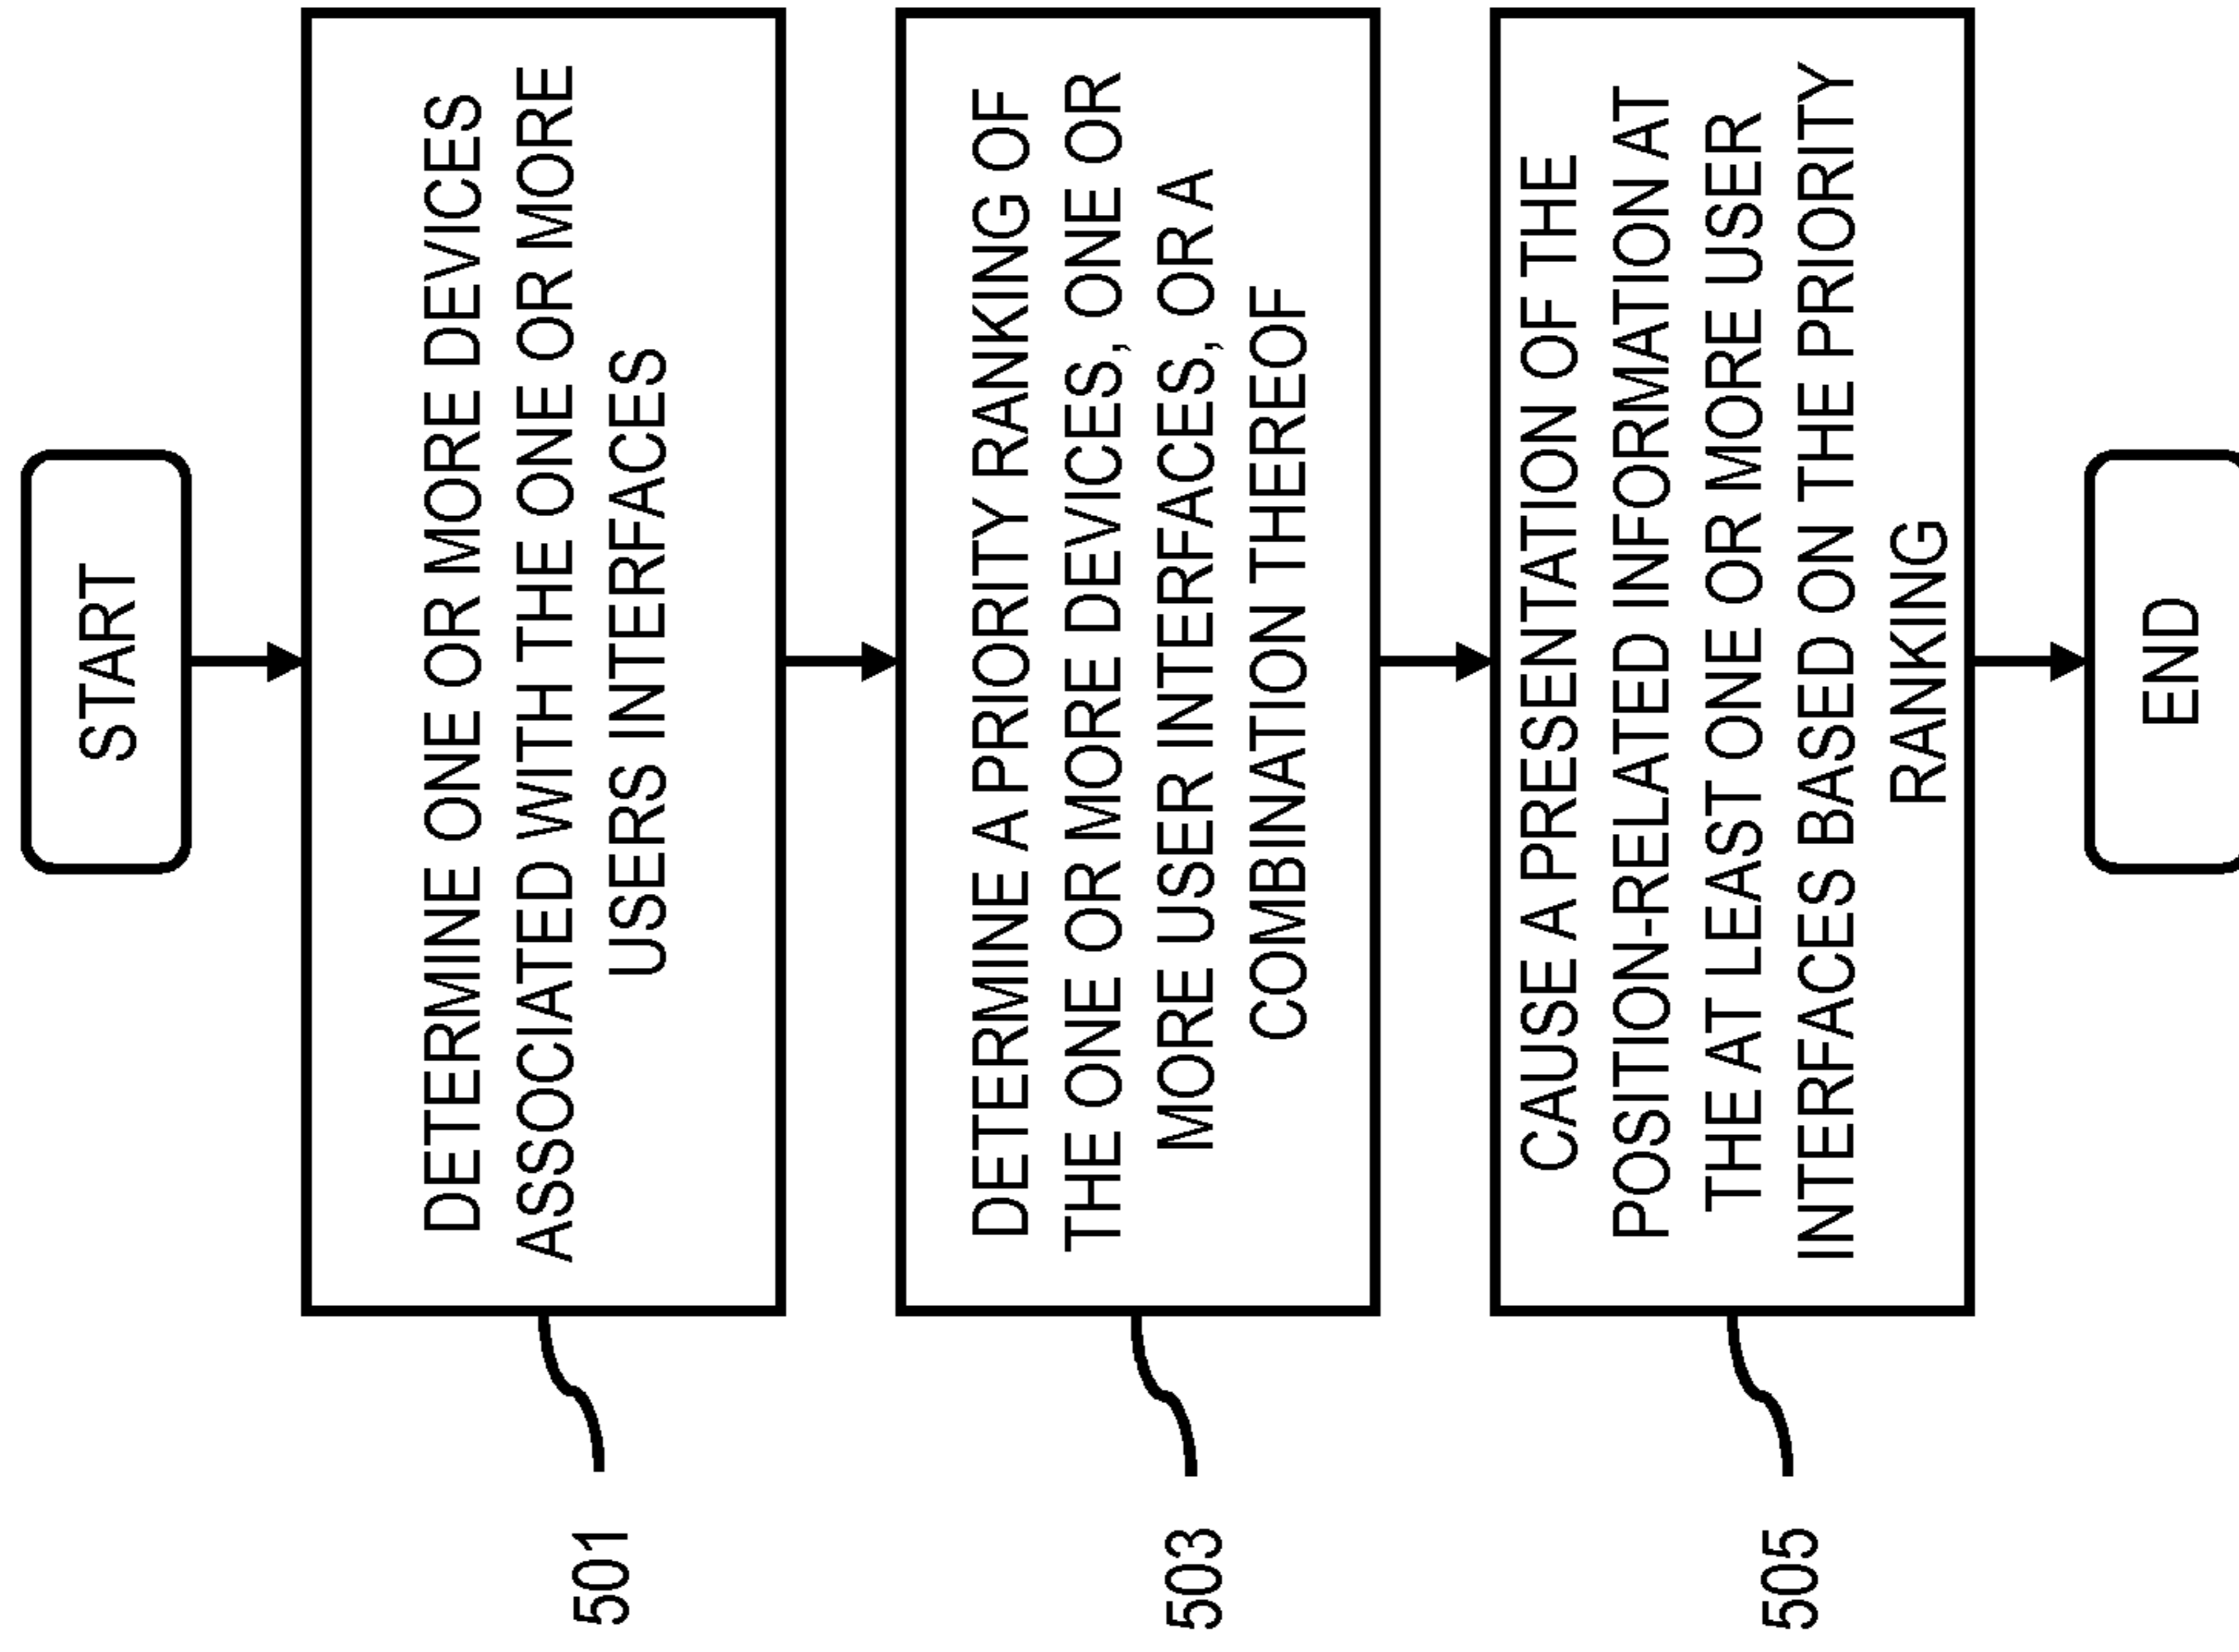 START
501
DETERMINE ONE OR MORE DEVICES
ASSOCIATED WITH THE ONE OR MORE
USERS INTERFACES
503
DETERMINE A PRIORITY RANKING OF
THE ONE OR MORE DEVICES, ONE OR
MORE USER INTERFACES, OR A
COMBINATION THEREOF
505
CAUSE A PRESENTATION OF THE
POSITION-RELATED INFORMATION AT
THE AT LEAST ONE OR MORE USER
INTERFACES BASED ON THE PRIORITY
RANKING
END